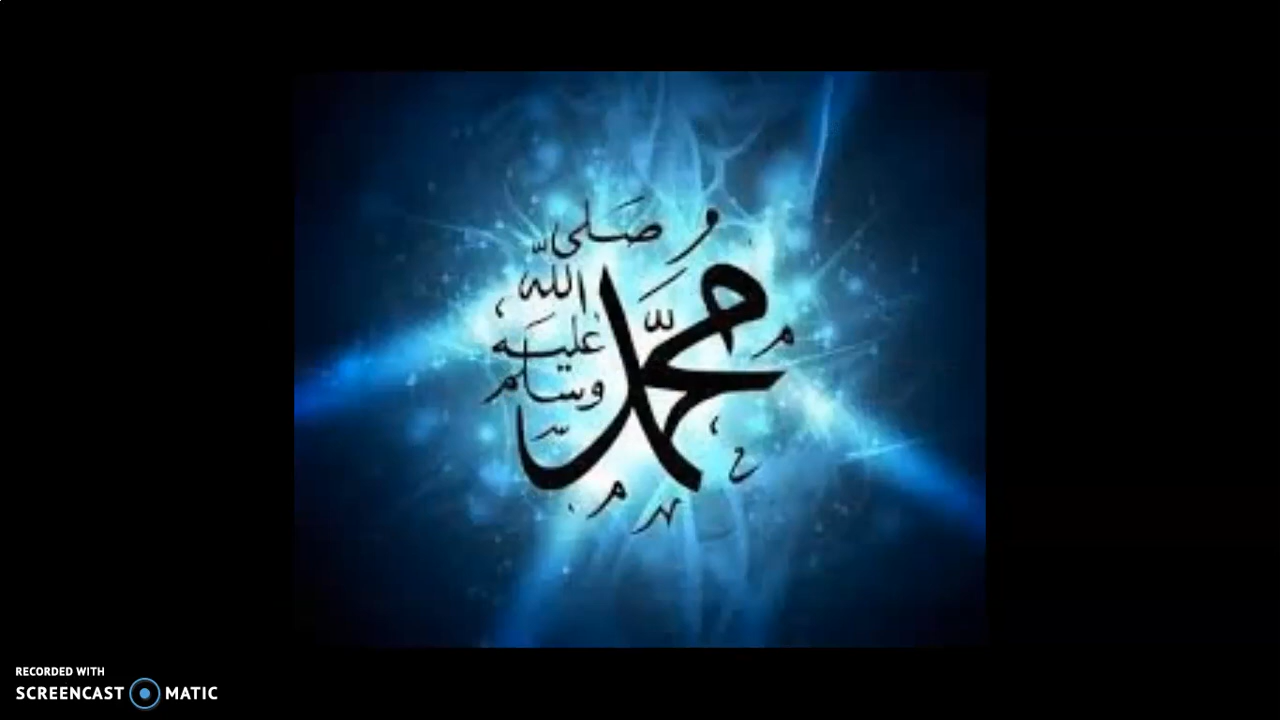 محمد
صلى
الله
عليه
وسلم
RECORDED WITH
SCREENCAST MATIC